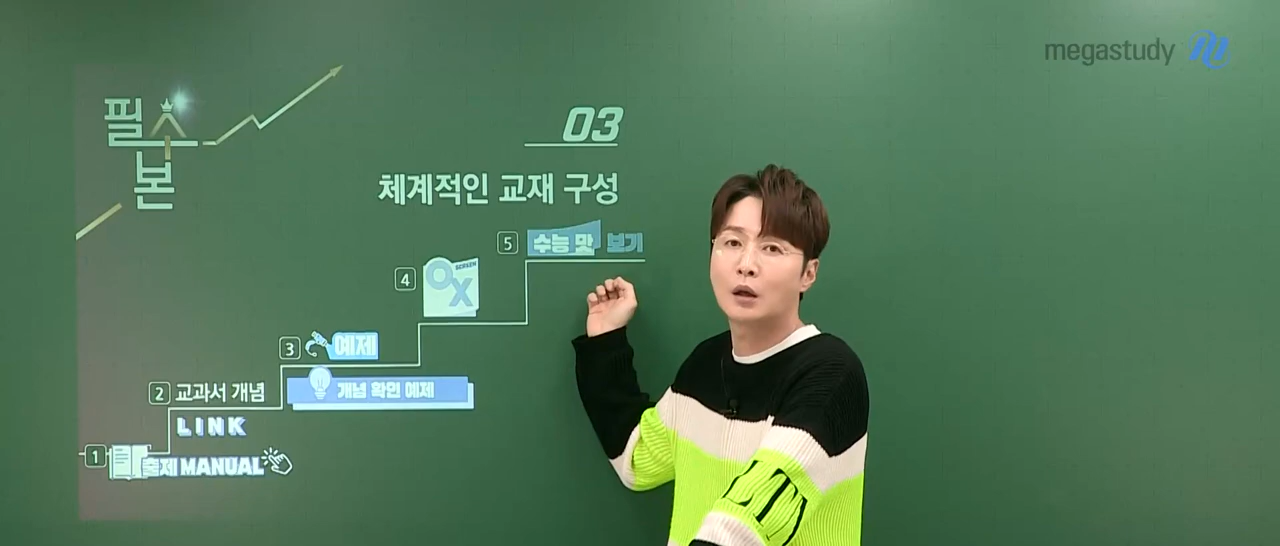 megastudy
필수
본
03
체계적인 교재 구성
5 수능 맛 보기
4 OX SCREEN
3 예제
개념 확인 예제
2 교과서 개념
LINK
1 출제 MANUAL
LTY